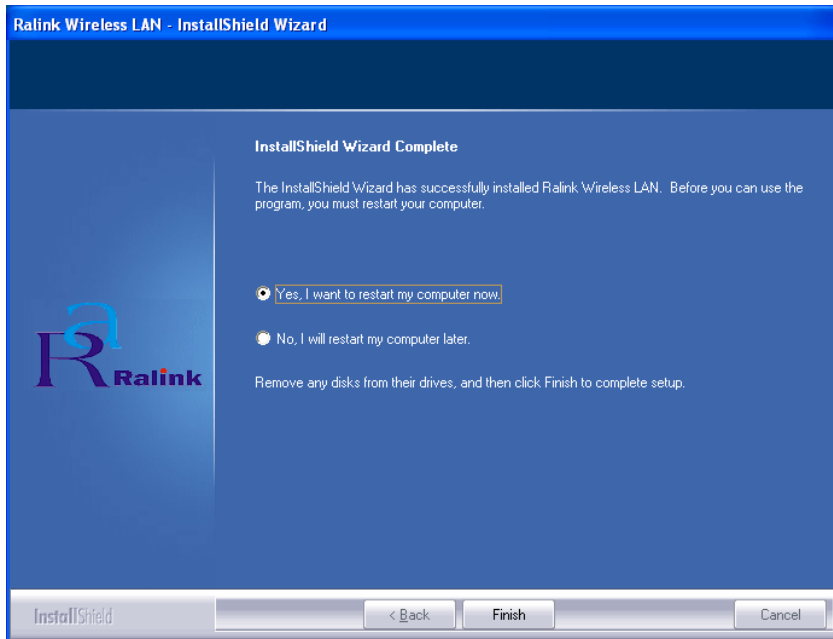 Ralink Wireless LAN - InstallShield Wizard
InstallShield Wizard Complete
The InstallShield Wizard has successfully installed Ralink Wireless LAN. Before you can use the
program, you must restart your computer.
Yes, I want to restart my computer now.
No, I will restart my computer later.
Ralink
Remove any disks from their drives, and then click Finish to complete setup.
InstallShield
< Back
Finish
Cancel